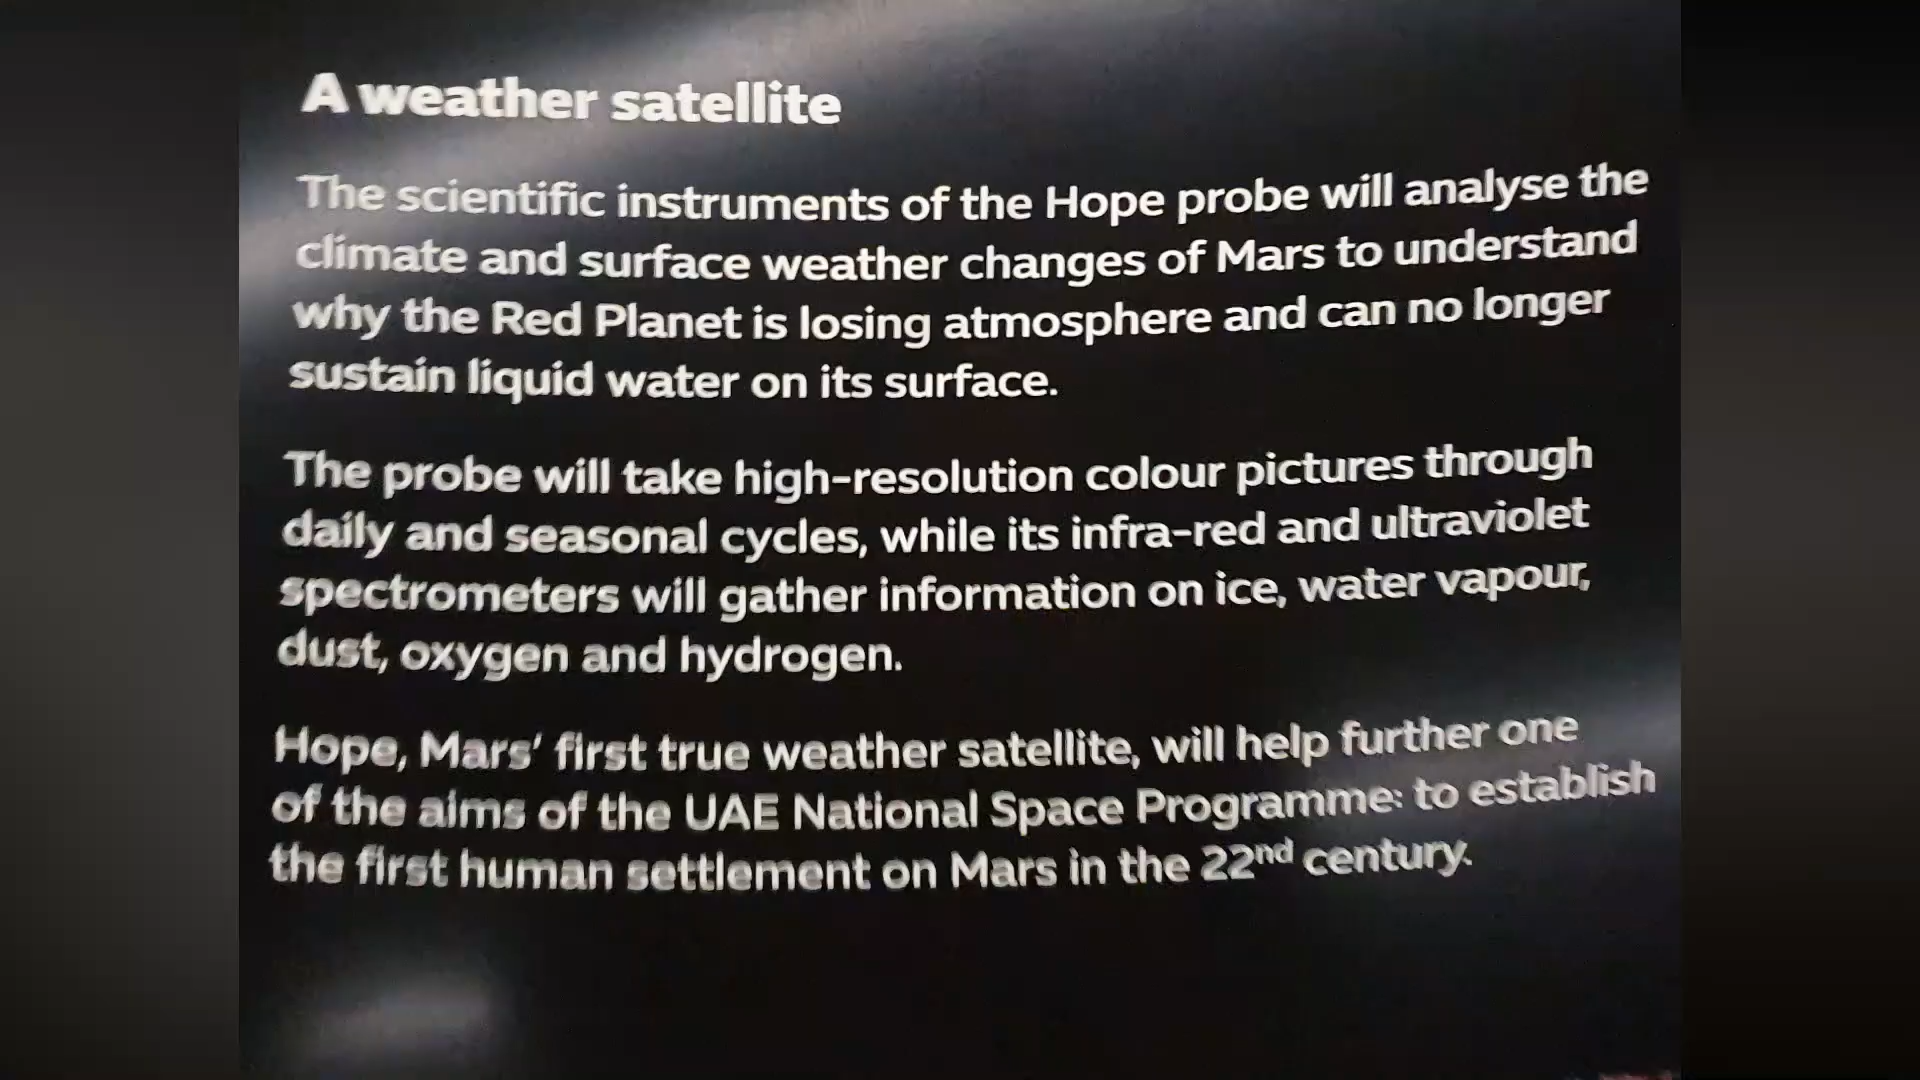 A weather satellite
The scientific instruments of the Hope probe will analyse the
climate and surface weather changes of Mars to understand
why the Red Planet is losing atmosphere and can no longer
sustain liquid water on its surface.
The probe will take high-resolution colour pictures through
daily and seasonal cycles, while its infra-red and ultraviolet
spectrometers will gather information on ice, water vapour,
dust, oxygen and hydrogen.
Hope, Mars' first true weather satellite, will help further one
of the aims of the UAE National Space Programme: to establish
the first human settlement on Mars in the 22nd century.